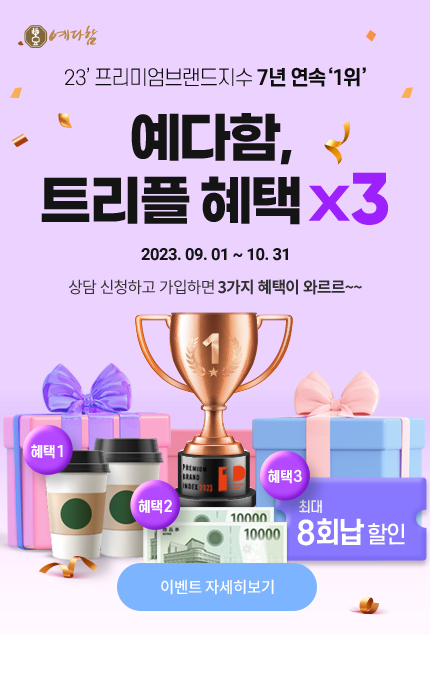 예다함
23’ 프리미엄브랜드지수 7년 연속 ‘1위’
예다함,
트리플 혜택 x3
2023. 09. 01 ~ 10. 31
상담 신청하고 가입하면 3가지 혜택이 와르르~~
1
혜택1
PREMIUM
BRAND
INDEX 2023
혜택2
혜택3
10000
10000
최대
8회납 할인
이벤트 자세히보기